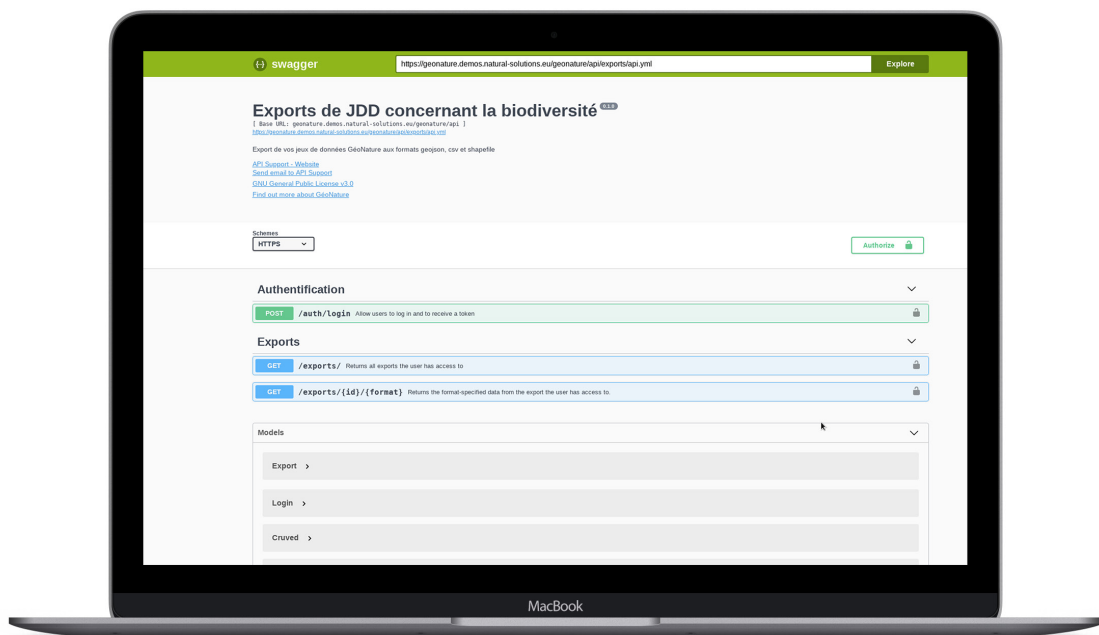 swagger
https://geonature.demos.natural-solutions.eu/geonature/api/exports/api.yml
Explore
Exports de JDD concernant la biodiversité 0.1.0
[ Base URL: geonature.demos.natural-solutions.eu/geonature/api ]
https://geonature.demos.natural-solutions.eu/geonature/api/exports/api.yml
Export de vos jeux de données GéoNature aux formats geojson, csv et shapefile
API Support - Website
Send email to API Support
GNU General Public License v3.0
Find out more about GéoNature
Schemes
HTTPS
Authorize
Authentification
POST /auth/login Allow users to log in and to receive a token
Exports
GET /exports/ Returns all exports the user has access to
GET /exports/{id}/{format} Returns the format-specified data from the export the user has access to.
Models
Export
Login
Cruved
MacBook